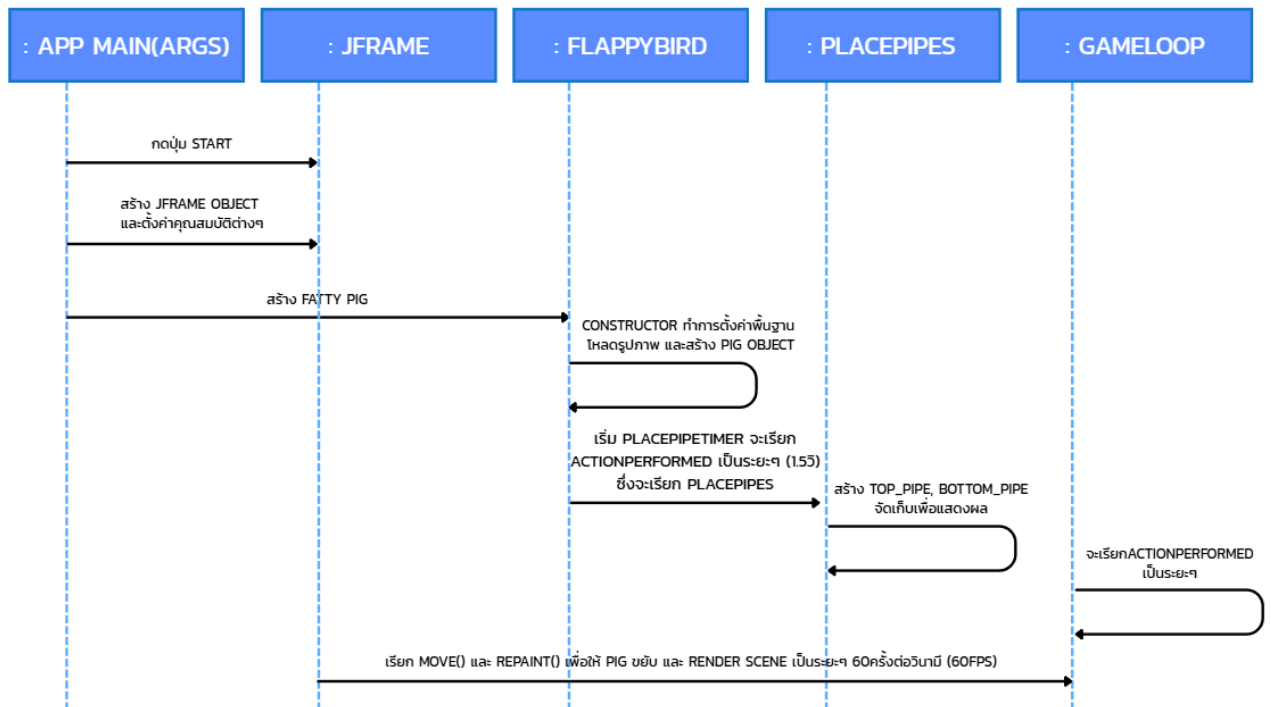 : APP MAIN(ARGS)
: JFRAME
: FLAPPYBIRD
: PLACEPIPES
: GAMELOOP
กดปุ่ม START
สร้าง JFRAME OBJECT
และตั้งค่าคุณสมบัติต่างๆ
สร้าง FATTY PIG
CONSTRUCTOR ทำการตั้งค่าพื้นฐาน
โหลดรูปภาพ และสร้าง PIG OBJECT
เริ่ม PLACEPIPETIMER จะเรียก
ACTIONPERFORMED เป็นระยะๆ (1.5วิ)
ซึ่งจะเรียก PLACEPIPES
สร้าง TOP_PIPE, BOTTOM_PIPE
จัดเก็บเพื่อแสดงผล
จะเรียกACTIONPERFORMED
เป็นระยะๆ
เรียก MOVE() และ REPAINT() เพื่อให้ PIG ขยับ และ RENDER SCENE เป็นระยะๆ 60ครั้งต่อวินามี (60FPS)